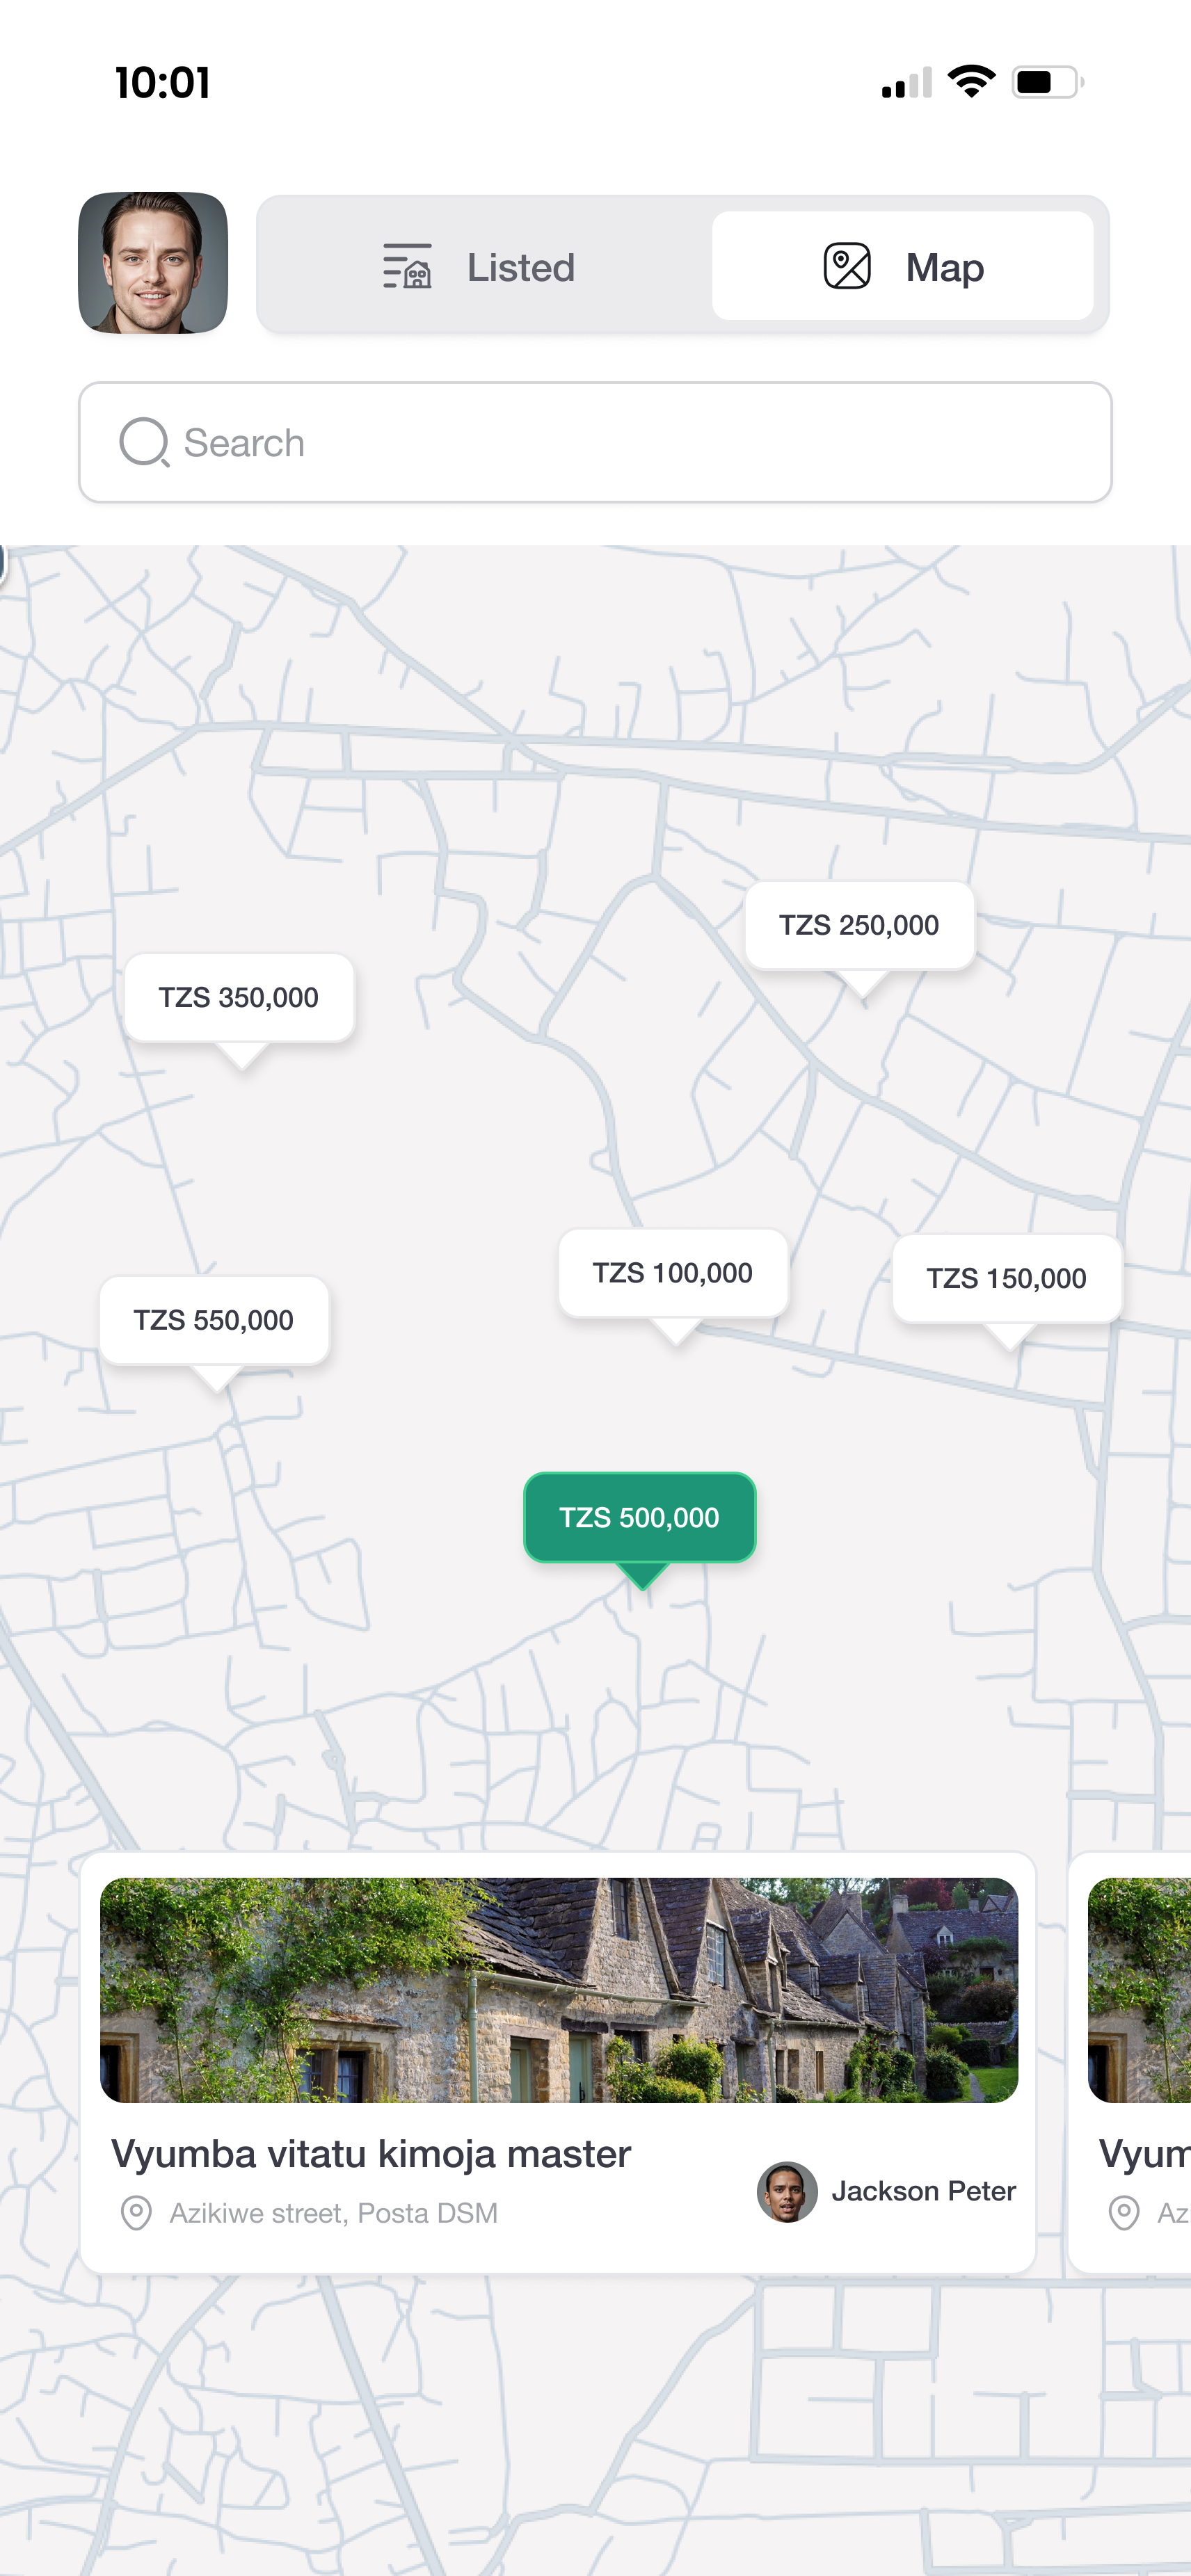 10:01
Listed
Map
Search
TZS 250,000
TZS 350,000
TZS 100,000
TZS 150,000
TZS 550,000
TZS 500,000
Vyumba vitatu kimoja master
Azikiwe street, Posta DSM
Jackson Peter
Vyum
Az